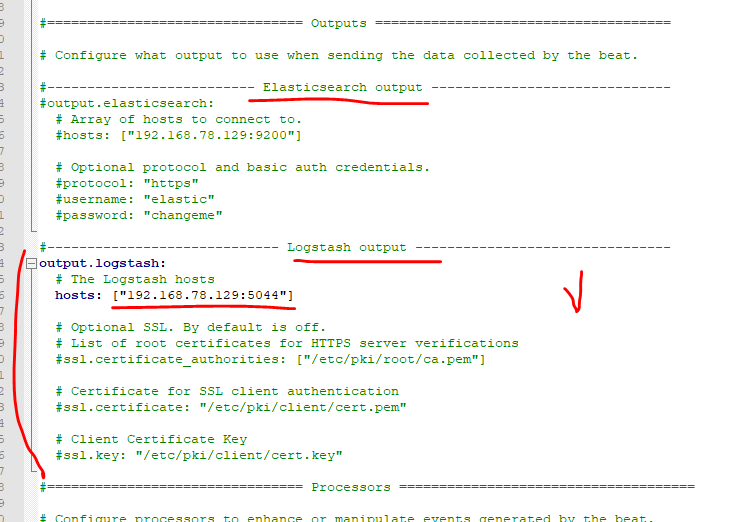 #================================ Outputs =====================================
# Configure what output to use when sending the data collected by the beat.
#-------------------------- Elasticsearch output ------------------------------
#output.elasticsearch:
# Array of hosts to connect to.
#hosts: ["192.168.78.129:9200"]
# Optional protocol and basic auth credentials.
#protocol: "https"
#username: "elastic"
#password: "changeme"
#----------------------------- Logstash output --------------------------------
output.logstash:
# The Logstash hosts
hosts: ["192.168.78.129:5044"]
# Optional SSL. By default is off.
# List of root certificates for HTTPS server verifications
#ssl.certificate_authorities: ["/etc/pki/root/ca.pem"]
# Certificate for SSL client authentication
#ssl.certificate: "/etc/pki/client/cert.pem"
# Client Certificate Key
#ssl.key: "/etc/pki/client/cert.key"
#================================ Processors =====================================
# Configure processors to enhance or manipulate events generated by the beat.